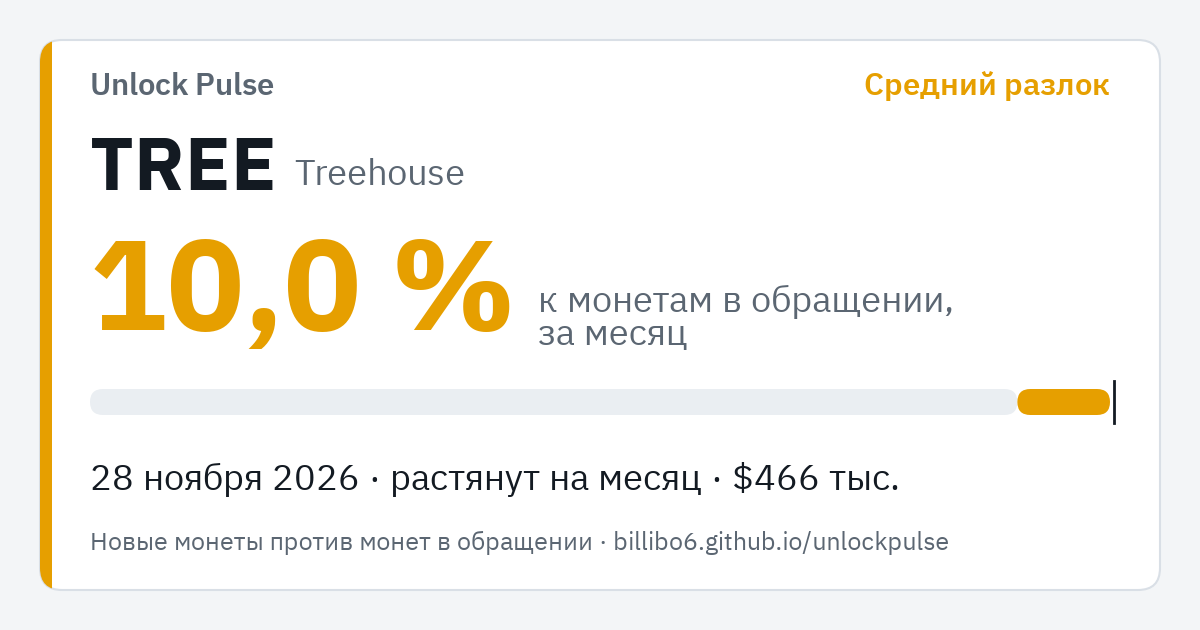 Unlock Pulse
Средний разлок
TREE Treehouse
10,0 % к монетам в обращении,
за месяц
28 ноября 2026 · растянут на месяц · $466 тыс.
Новые монеты против монет в обращении · billibo6.github.io/unlockpulse